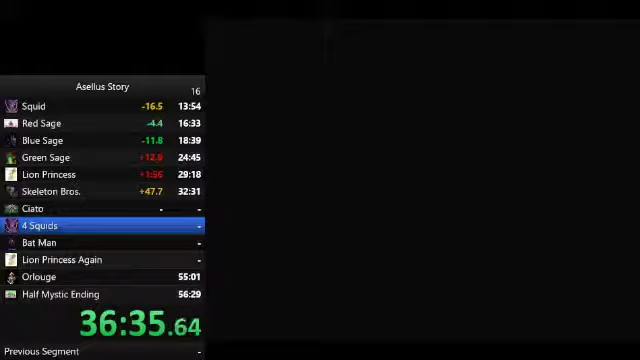 Asellus Story
16
Squid -16.5 13:54
Red Sage -4.4 16:33
Blue Sage -11.8 18:39
Green Sage +12.9 24:45
Lion Princess +1:56 29:18
Skeleton Bros. +47.7 32:31
Ciato - -
4 Squids -
Bat Man -
Lion Princess Again -
Orlouge 55:01
Half Mystic Ending 56:29
36:35.64
Previous Segment -